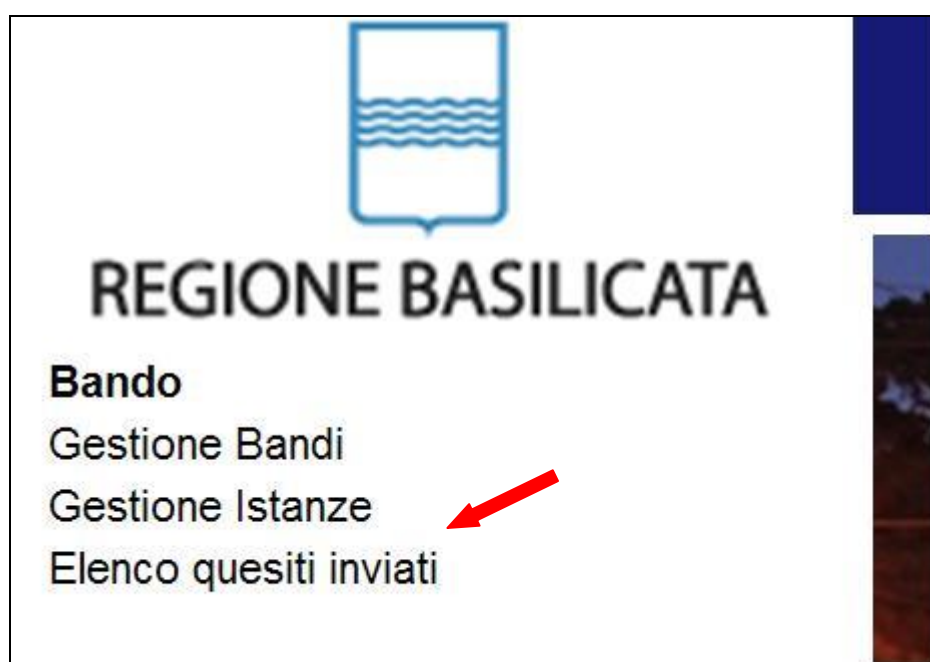 REGIONE BASILICATA
Bando
Gestione Bandi
Gestione Istanze
Elenco quesiti inviati